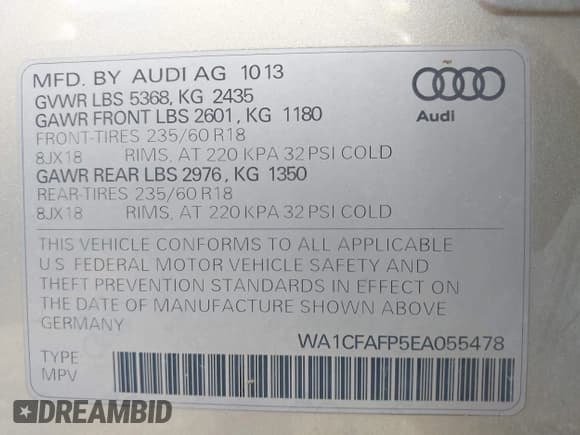 MFD. BY AUDI AG 1013
GVWR LBS 5368, KG 2435
GAWR FRONT LBS 2601, KG 1180
FRONT-TIRES 235/60 R18
8JX18 RIMS, AT 220 KPA 32 PSI COLD
GAWR REAR LBS 2976, KG 1350
REAR-TIRES 235/60 R18
8JX18 RIMS, AT 220 KPA 32 PSI COLD
Audi
THIS VEHICLE CONFORMS TO ALL APPLICABLE
U.S FEDERAL MOTOR VEHICLE SAFETY AND
THEFT PREVENTION STANDARDS IN EFFECT ON
THE DATE OF MANUFACTURE SHOWN ABOVE
GERMANY
WA1CFAFP5EA055478
TYPE
MPV
DREAMBID